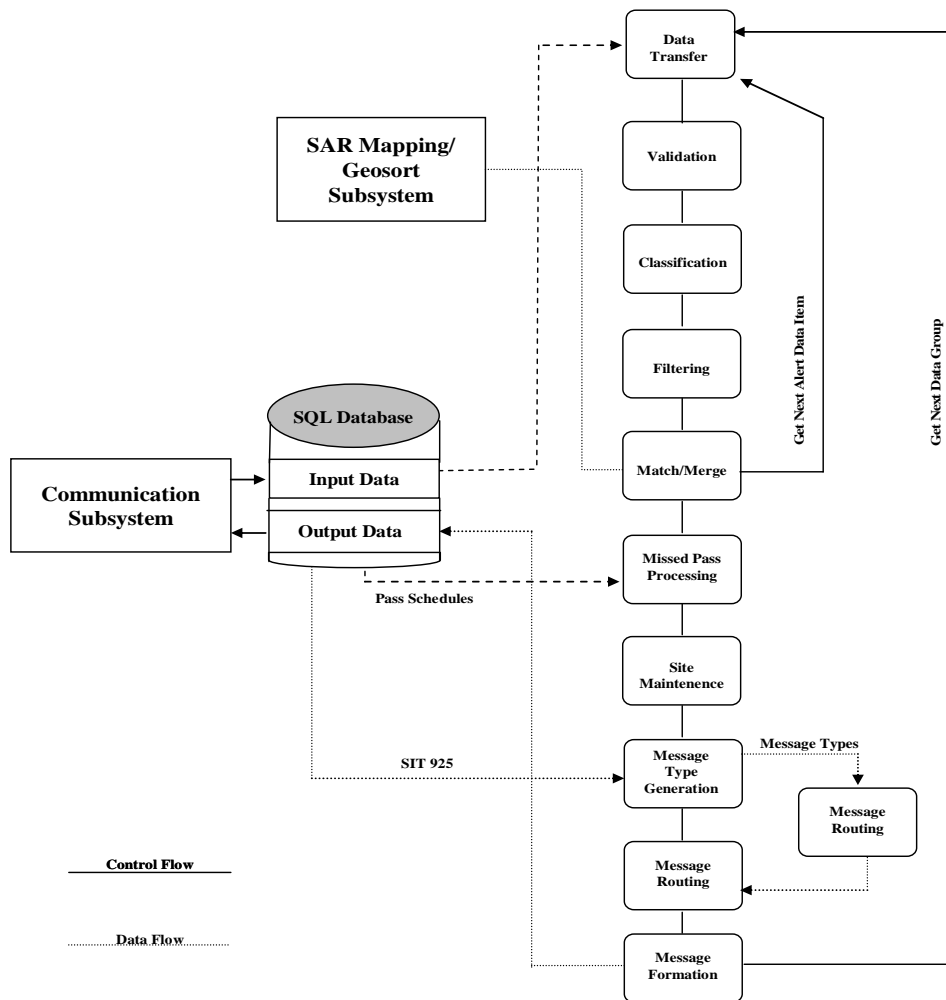 Data
Transfer
SAR Mapping/
Geosort
Subsystem
Validation
Classification
Get Next Alert Data Item
Get Next Data Group
Filtering
SQL Database
Input Data
Match/Merge
Communication
Subsystem
Output Data
Missed Pass
Processing
Pass Schedules
Site
Maintenence
Message
Type
Generation
Message Types
SIT 925
Message
Routing
Control Flow
Message
Routing
Data Flow
Message
Formation